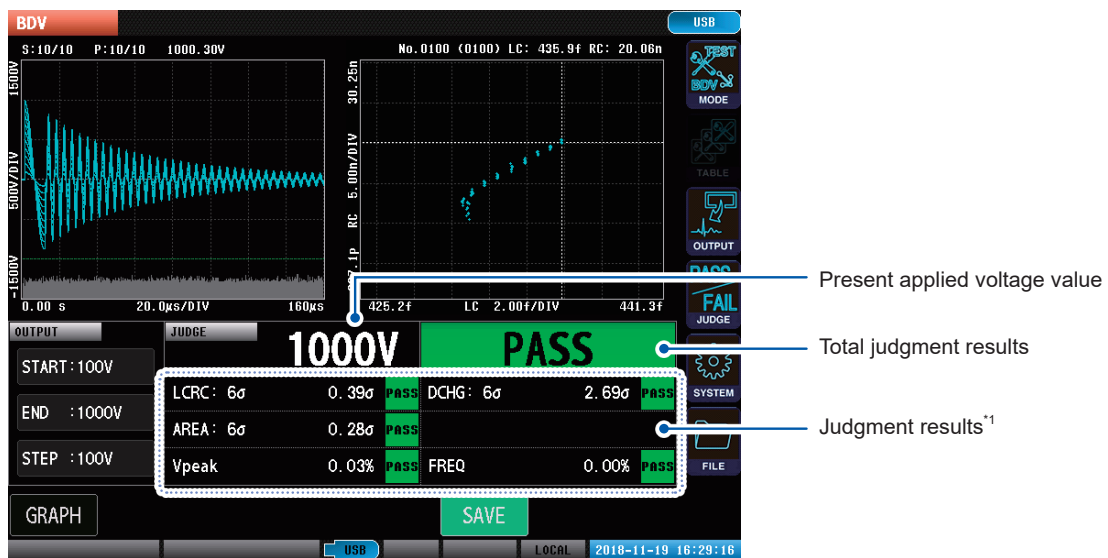 BDV
USB
S:10/10 P:10/10 1000.30V
No.0100 (0100) LC: 435.9f RC: 20.06n
1500V
500V/DIV
-1500V
0.00 s 20.0µs/DIV 160µs
30.25n
RC 5.00n/DIV
425.2f LC 2.00f/DIV 441.3f
TEST
BDV
MODE
TABLE
OUTPUT
PASS
FAIL
JUDGE
SYSTEM
FILE
OUTPUT
START:100V
END :1000V
STEP :100V
JUDGE
1000V
PASS
LCRC: 6σ 0.39σ PASS DCHG: 6σ 2.69σ PASS
AREA: 6σ 0.28σ PASS
Vpeak 0.03% PASS FREQ 0.00% PASS
GRAPH
SAVE
USB
LOCAL 2018-11-19 16:29:16
Present applied voltage value
Total judgment results
Judgment results*1